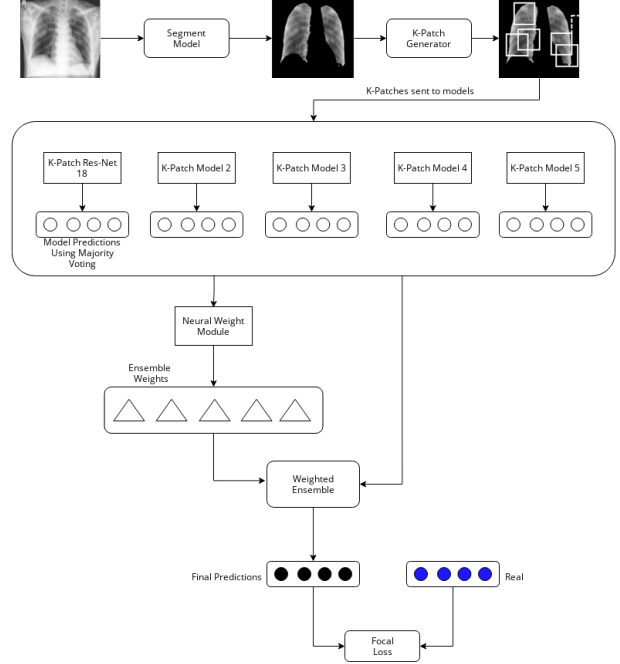 Segment
Model
K-Patch
Generator
K-Patches sent to models
K-Patch Res-Net
18
K-Patch Model 2
K-Patch Model 3
K-Patch Model 4
K-Patch Model 5
Model Predictions
Using Majority
Voting
Neural Weight
Module
Ensemble
Weights
Weighted
Ensemble
Final Predictions
Real
Focal
Loss